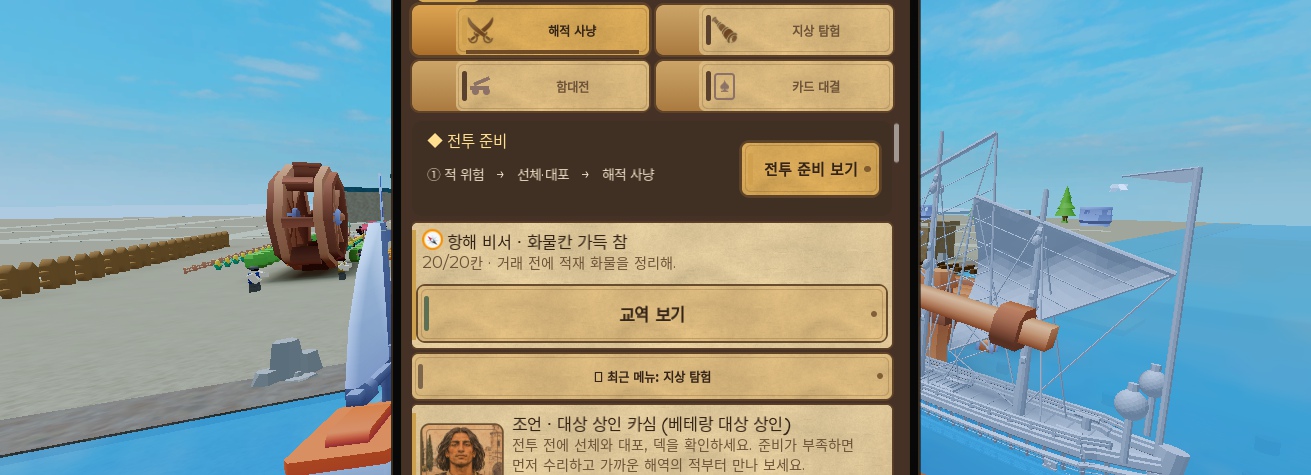 해적 사냥
지상 탐험
함대전
카드 대결
◆ 전투 준비
① 적 위험 → 선체·대포 → 해적 사냥
전투 준비 보기
항해 비서 · 화물칸 가득 참
20/20칸 · 거래 전에 적재 화물을 정리해.
교역 보기
최근 메뉴: 지상 탐험
조언 · 대상 상인 카심 (베테랑 대상 상인)
전투 전에 선체와 대포, 덱을 확인하세요. 준비가 부족하면
먼저 수리하고 가까운 해역의 적부터 만나 보세요.